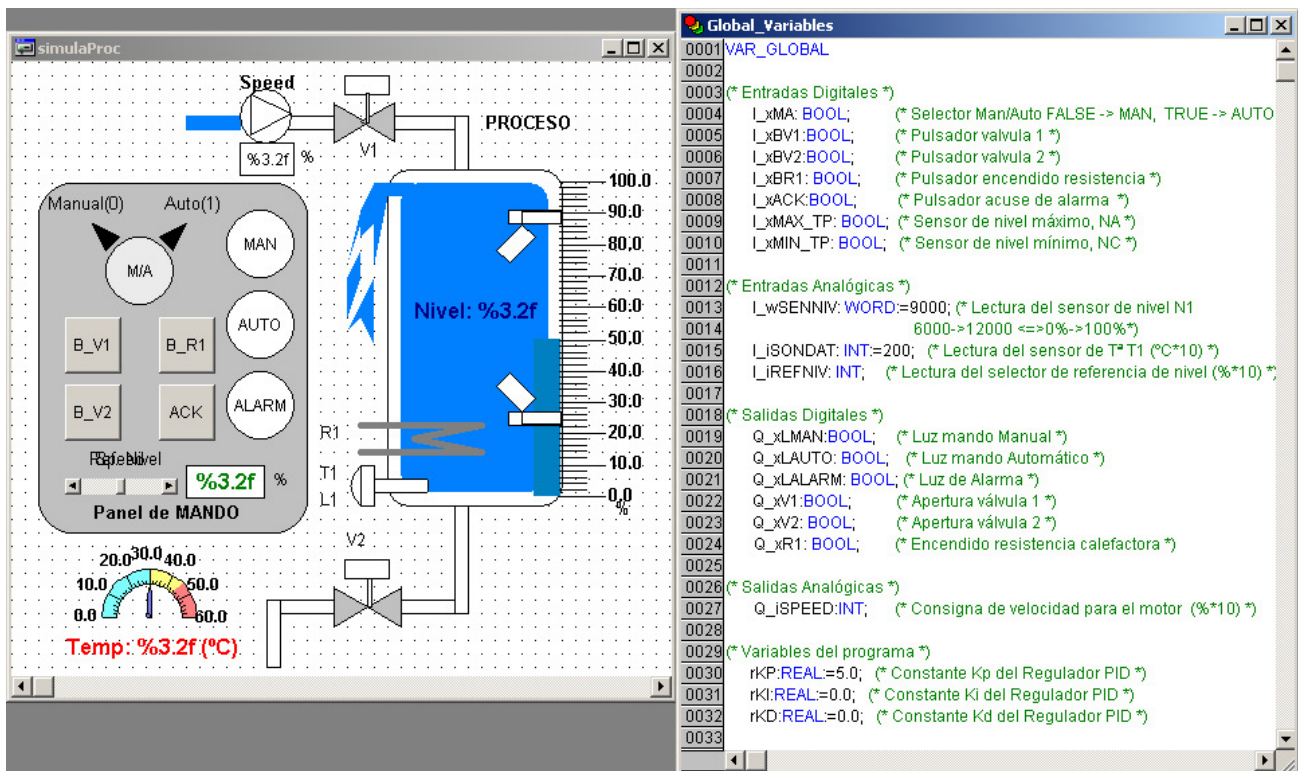 simulaProc
Speed
%3.2f %
V1
PROCESO
Manual(0) Auto(1)
M/A
MAN
AUTO
ALARM
B_V1
B_R1
B_V2
ACK
%3.2f %
Panel de MANDO
Nivel: %3.2f
100.0
90.0
80.0
70.0
60.0
50.0
40.0
30.0
20.0
10.0
0.0
%
R1
T1
L1
V2
0.0
10.0
20.0
30.0
40.0
50.0
60.0
Temp: %3.2f (ºC)
Global_Variables
0001 VAR_GLOBAL
0002
0003 (* Entradas Digitales *)
0004 I_xMA: BOOL; (* Selector Man/Auto FALSE -> MAN, TRUE -> AUTO
0005 I_xBV1:BOOL; (* Pulsador valvula 1 *)
0006 I_xBV2:BOOL; (* Pulsador valvula 2 *)
0007 I_xBR1: BOOL; (* Pulsador encendido resistencia *)
0008 I_xACK:BOOL; (* Pulsador acuse de alarma *)
0009 I_xMAX_TP: BOOL; (* Sensor de nivel máximo, NA *)
0010 I_xMIN_TP: BOOL; (* Sensor de nivel mínimo, NC *)
0011
0012 (* Entradas Analógicas *)
0013 I_wSENNIV: WORD:=9000; (* Lectura del sensor de nivel N1
0014 6000->12000 <=>0%->100%*)
0015 I_iSONDAT: INT:=200; (* Lectura del sensor de Tª T1 (ºC*10) *)
0016 I_iREFNIV: INT; (* Lectura del selector de referencia de nivel (%*10) *)
0017
0018 (* Salidas Digitales *)
0019 Q_xLMAN:BOOL; (* Luz mando Manual *)
0020 Q_xLAUTO: BOOL; (* Luz mando Automático *)
0021 Q_xLALARM: BOOL; (* Luz de Alarma *)
0022 Q_xV1:BOOL; (* Apertura válvula 1 *)
0023 Q_xV2: BOOL; (* Apertura válvula 2 *)
0024 Q_xR1: BOOL; (* Encendido resistencia calefactora *)
0025
0026 (* Salidas Analógicas *)
0027 Q_iSPEED:INT; (* Consigna de velocidad para el motor (%*10) *)
0028
0029 (* Variables del programa *)
0030 rKP:REAL:=5.0; (* Constante Kp del Regulador PID *)
0031 rKI:REAL:=0.0; (* Constante Ki del Regulador PID *)
0032 rKD:REAL:=0.0; (* Constante Kd del Regulador PID *)
0033